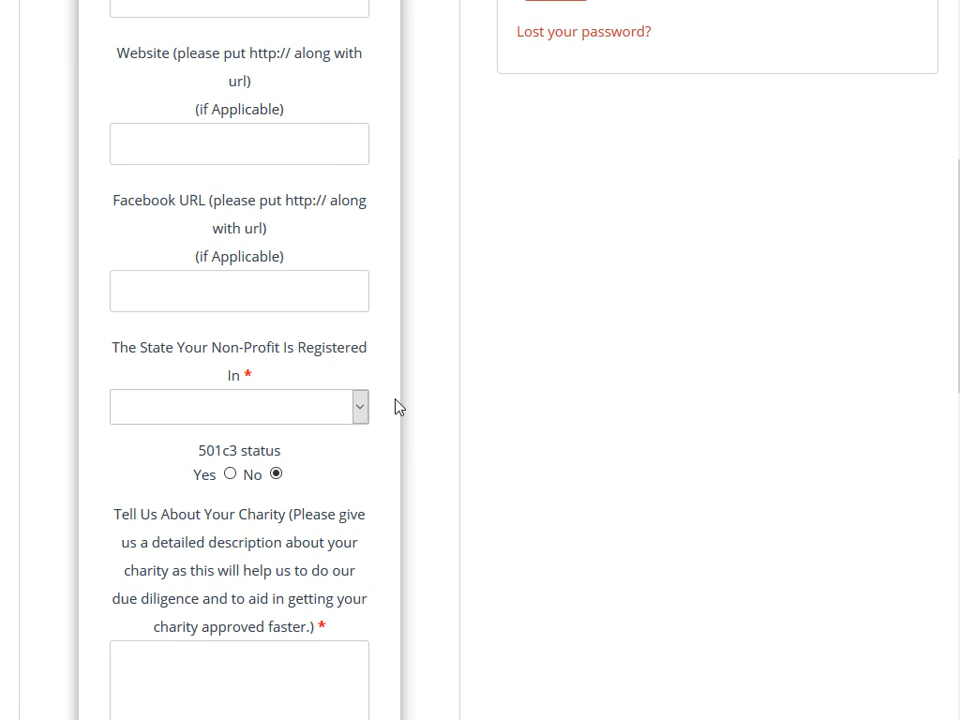 Website (please put http:// along with
url)
(if Applicable)
Facebook URL (please put http:// along
with url)
(if Applicable)
The State Your Non-Profit Is Registered
In *
501c3 status
Yes No
Tell Us About Your Charity (Please give
us a detailed description about your
charity as this will help us to do our
due diligence and to aid in getting your
charity approved faster.) *
Lost your password?